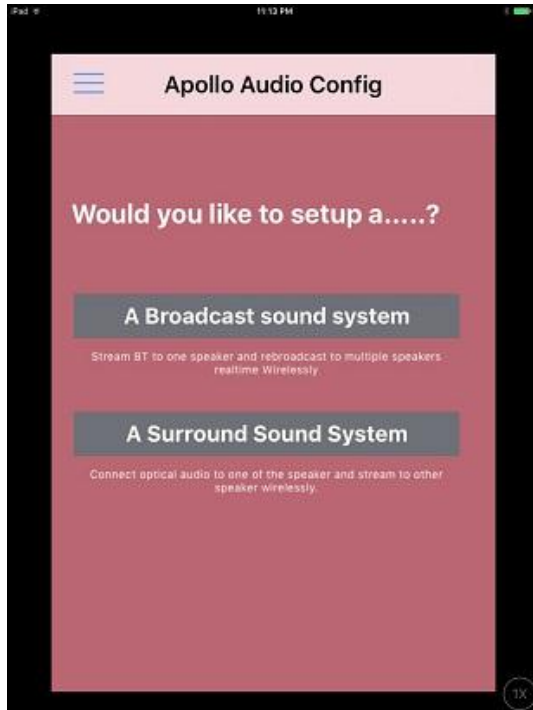 iPad
11:13 PM
Apollo Audio Config
Would you like to setup a.....?
A Broadcast sound system
Stream BT to one speaker and rebroadcast to multiple speakers
realtime Wirelessly
A Surround Sound System
Connect optical audio to one of the speaker and stream to other
speaker wirelessly.
1X